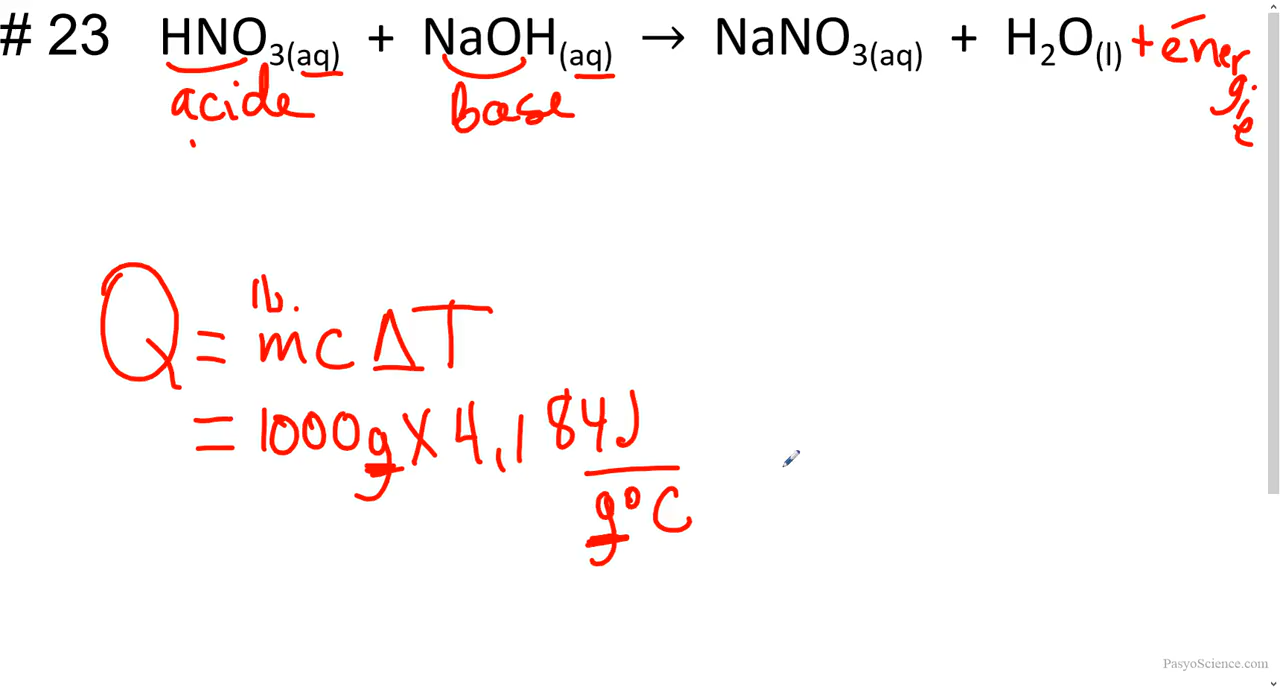 # 23 HNO3(aq) + NaOH(aq) → NaNO3(aq) + H2O(l) + énergie
acide base
Q = mcΔT
= 1000g x 4,184J
g°C
PasyoScience.com